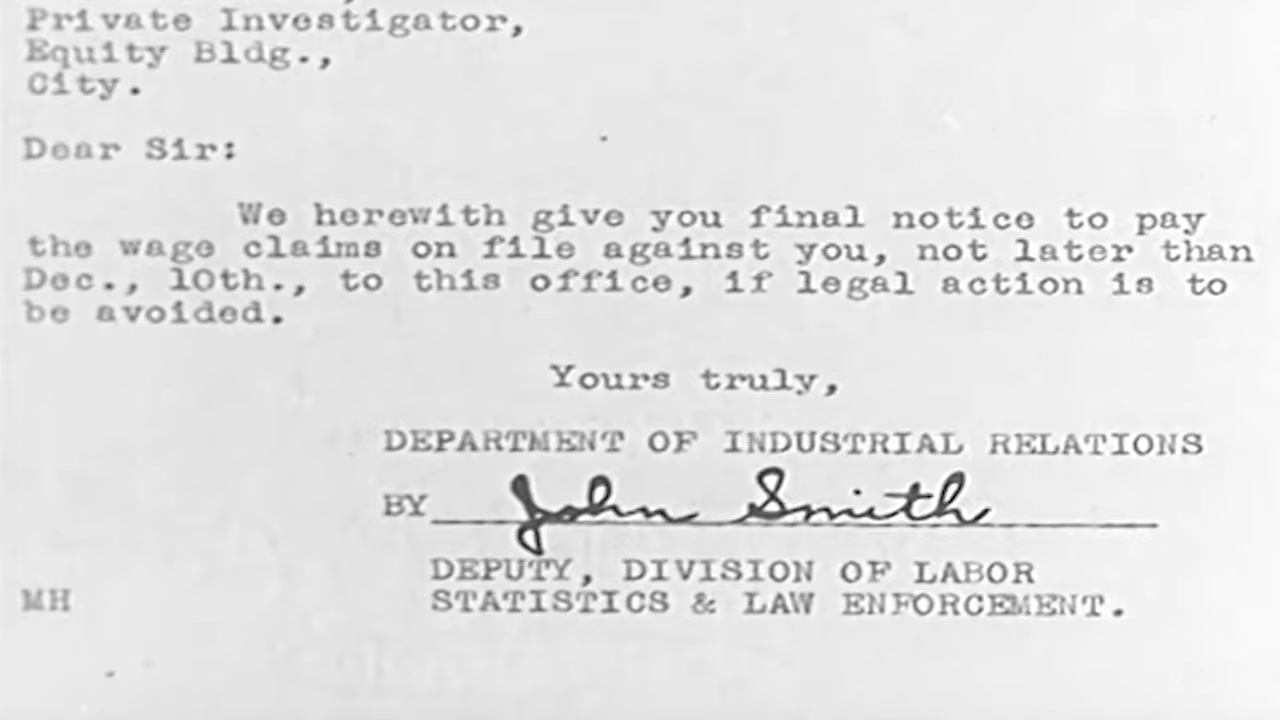 Private Investigator,
Equity Bldg.,
City.
Dear Sir:
We herewith give you final notice to pay
the wage claims on file against you, not later than
Dec., 10th., to this office, if legal action is to
be avoided.
Yours truly,
DEPARTMENT OF INDUSTRIAL RELATIONS
BY John Smith
DEPUTY, DIVISION OF LABOR
STATISTICS & LAW ENFORCEMENT.
MH